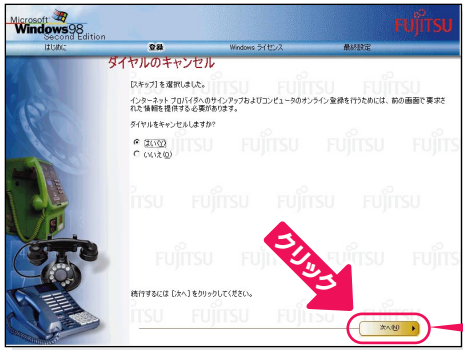 Microsoft
Windows98
Second Edition
FUJITSU
はじめに
登録
Windows ライセンス
最終設定
ダイヤルのキャンセル
[スキップ] を選択しました。
インターネット プロバイダへのサインアップおよびコンピュータのオンライン登録を行うためには、前の画面で要求さ
れた情報を提供する必要があります。
ダイヤルをキャンセルしますか?
はい(Y)
いいえ(O)
クリック
続行するには [次へ] をクリックしてください。
次へ(N)